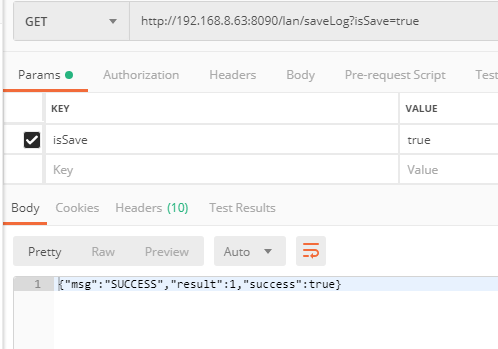 GET http://192.168.8.63:8090/lan/saveLog?isSave=true
Params Authorization Headers Body Pre-request Script Test
KEY VALUE
isSave true
Key Value
Body Cookies Headers (10) Test Results
Pretty Raw Preview Auto
1 {"msg":"SUCCESS","result":1,"success":true}